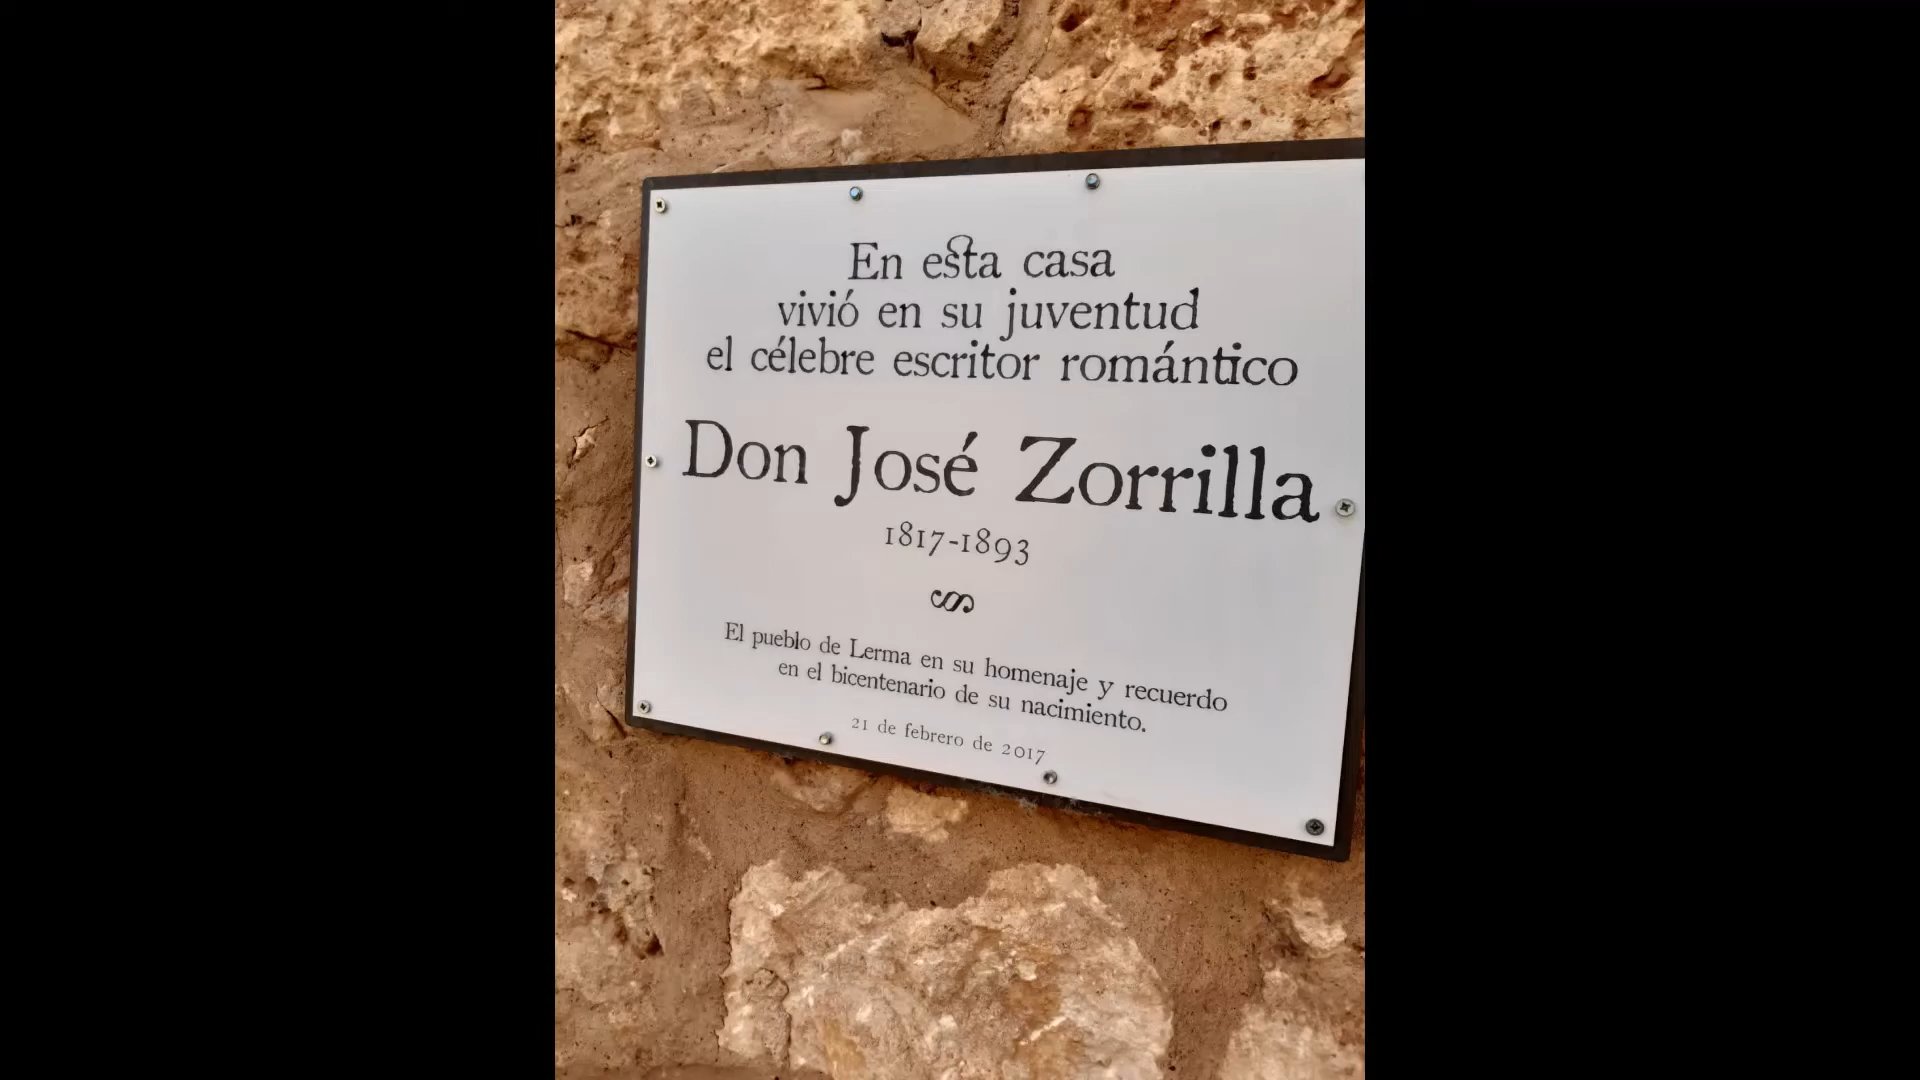 En esta casa
vivió en su juventud
el célebre escritor romántico
Don José Zorrilla
1817-1893
El pueblo de Lerma en su homenaje y recuerdo
en el bicentenario de su nacimiento.
21 de febrero de 2017